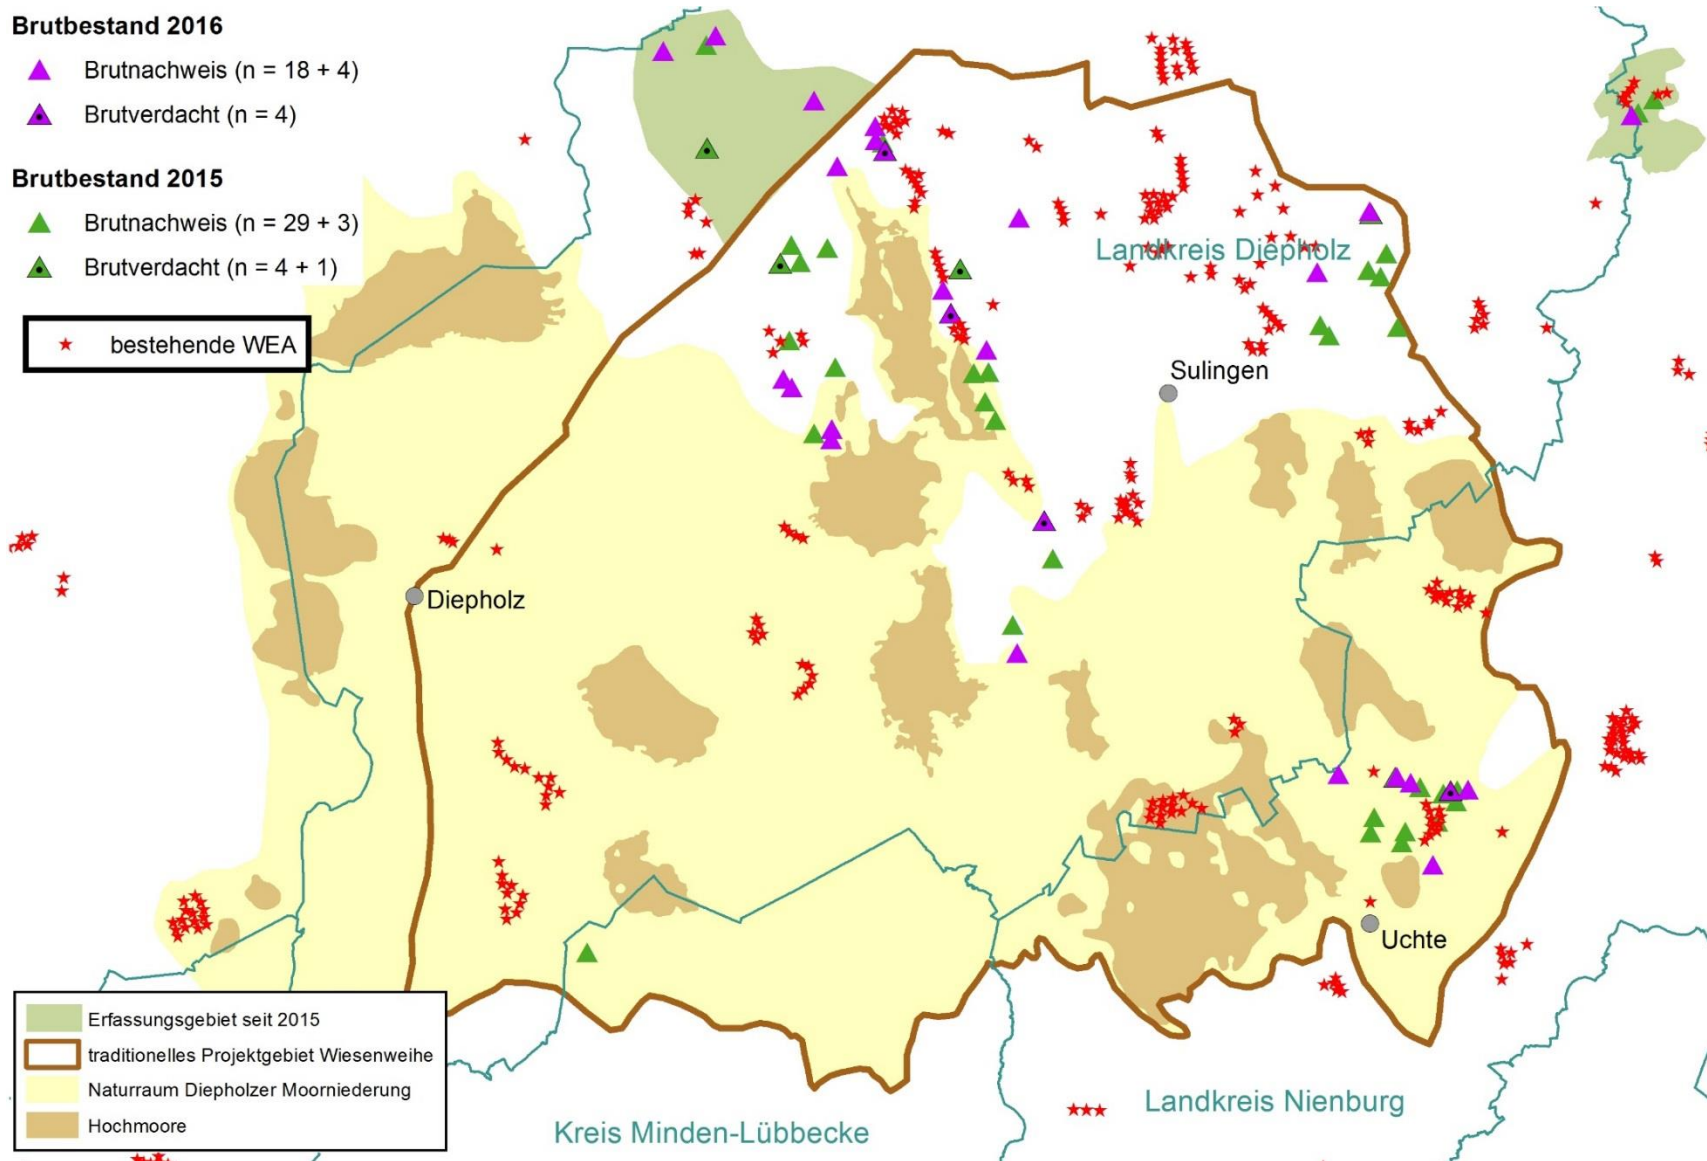 Brutbestand 2016
Brutnachweis (n = 18 + 4)
Brutverdacht (n = 4)
Brutbestand 2015
Brutnachweis (n = 29 + 3)
Brutverdacht (n = 4 + 1)
bestehende WEA
Landkreis Diepholz
Sulingen
Diepholz
Uchte
Erfassungsgebiet seit 2015
traditionelles Projektgebiet Wiesenweihe
Naturraum Diepholzer Moorniederung
Hochmoore
Kreis Minden-Lübbecke
Landkreis Nienburg